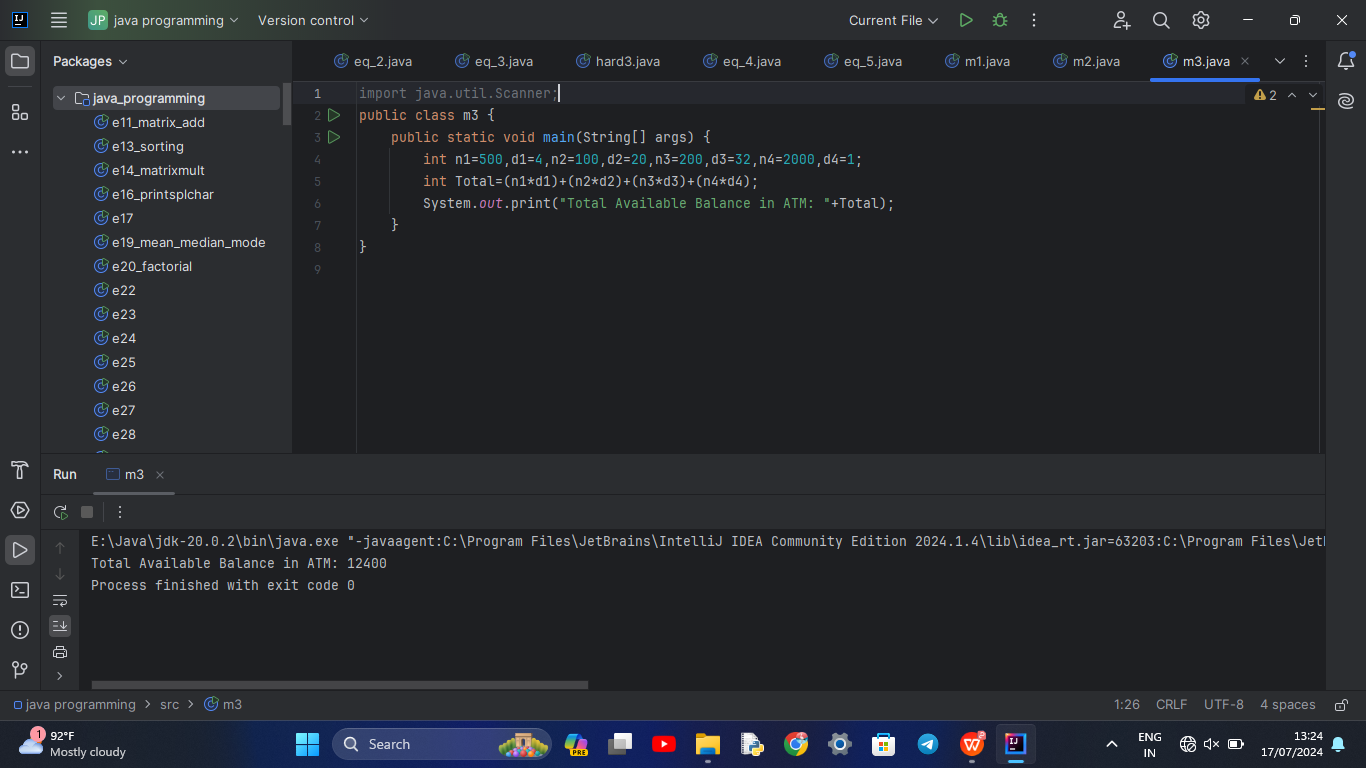 JP java programming Version control Current File
Packages
eq_2.java eq_3.java hard3.java eq_4.java eq_5.java m1.java m2.java m3.java
java_programming
e11_matrix_add
e13_sorting
e14_matrixmult
e16_printsplchar
e17
e19_mean_median_mode
e20_factorial
e22
e23
e24
e25
e26
e27
e28
2
1 import java.util.Scanner;
2 public class m3 {
3 public static void main(String[] args) {
4 int n1=500,d1=4,n2=100,d2=20,n3=200,d3=32,n4=2000,d4=1;
5 int Total=(n1*d1)+(n2*d2)+(n3*d3)+(n4*d4);
6 System.out.print("Total Available Balance in ATM: "+Total);
7 }
8 }
9
Run m3
E:\Java\jdk-20.0.2\bin\java.exe "-javaagent:C:\Program Files\JetBrains\IntelliJ IDEA Community Edition 2024.1.4\lib\idea_rt.jar=63203:C:\Program Files\JetB
Total Available Balance in ATM: 12400
Process finished with exit code 0
java programming > src > m3 1:26 CRLF UTF-8 4 spaces
1 92°F
Mostly cloudy
Search
PRE
ENG
IN
13:24
17/07/2024